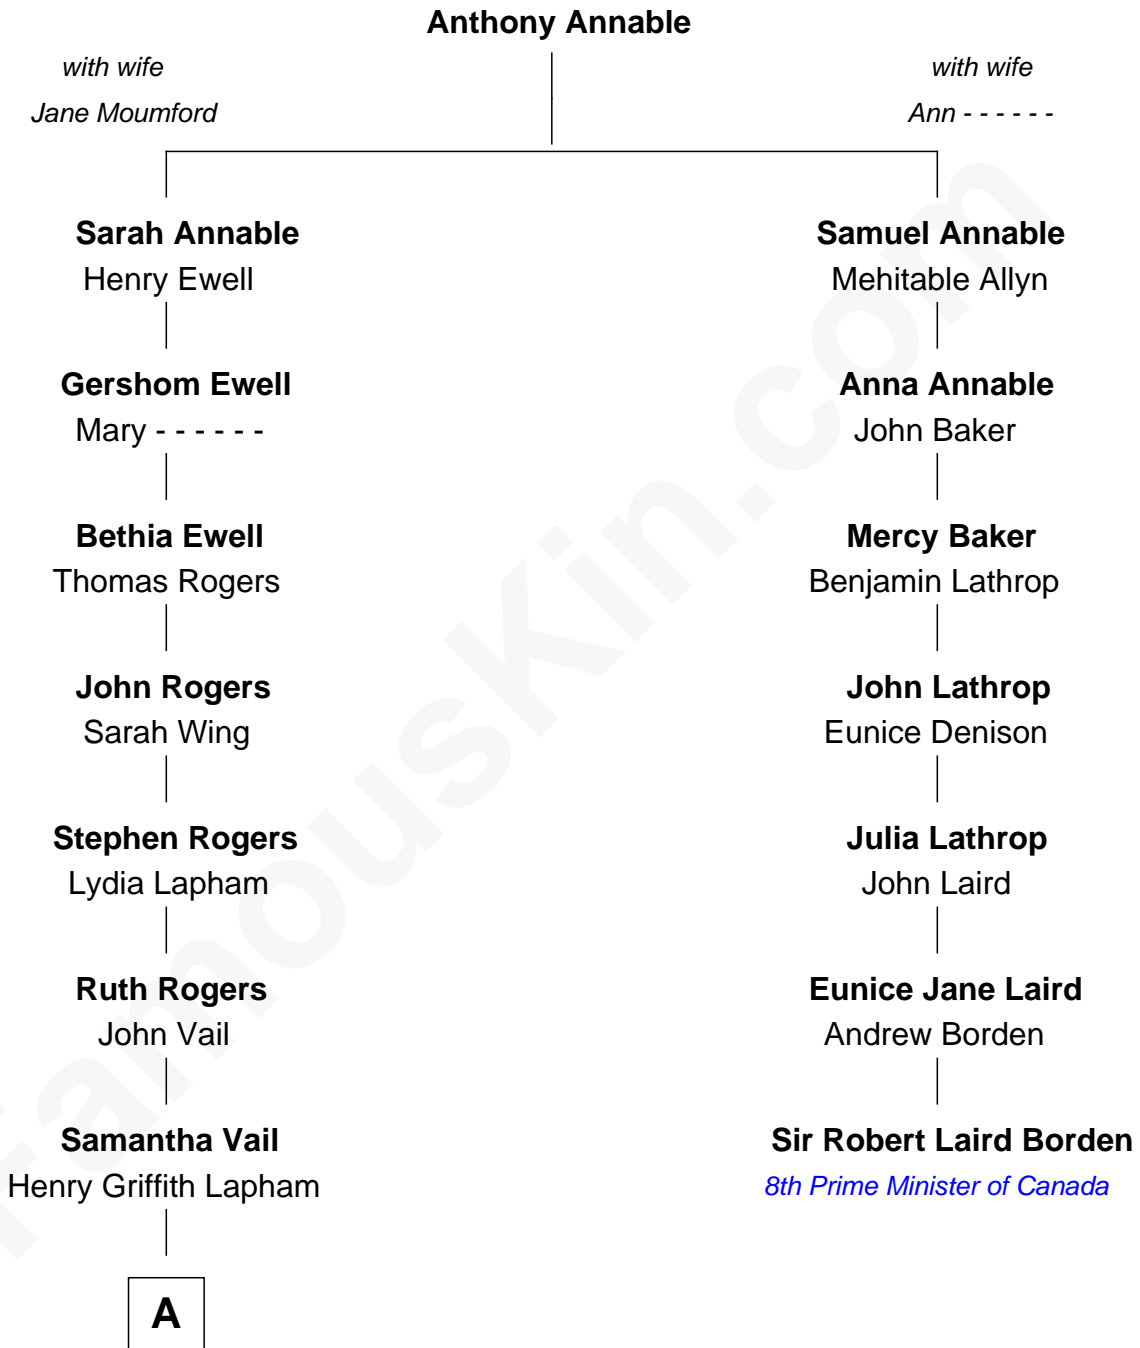 Anthony Annable
with wife
Jane Moumford
with wife
Ann - - - - - -
Sarah Annable
Henry Ewell
Samuel Annable
Mehitable Allyn
Gershom Ewell
Mary - - - - - -
Anna Annable
John Baker
Bethia Ewell
Thomas Rogers
Mercy Baker
Benjamin Lathrop
John Rogers
Sarah Wing
John Lathrop
Eunice Denison
Stephen Rogers
Lydia Lapham
Julia Lathrop
John Laird
Ruth Rogers
John Vail
Eunice Jane Laird
Andrew Borden
Samantha Vail
Henry Griffith Lapham
Sir Robert Laird Borden
8th Prime Minister of Canada
A
FamousKin.com